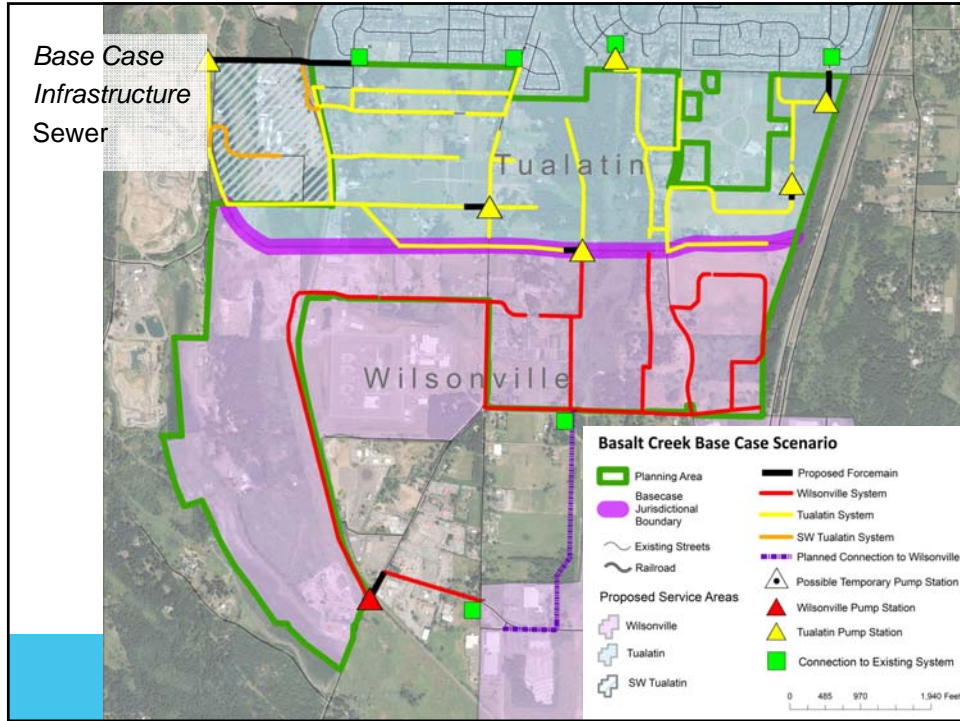 Base Case
Infrastructure
Sewer
Tualatin
Wilsonville
Basalt Creek Base Case Scenario
Planning Area
Basecase
Jurisdictional
Boundary
Existing Streets
Railroad
Proposed Service Areas
Wilsonville
Tualatin
SW Tualatin
Proposed Forcemain
Wilsonville System
Tualatin System
SW Tualatin System
Planned Connection to Wilsonville
Possible Temporary Pump Station
Wilsonville Pump Station
Tualatin Pump Station
Connection to Existing System
0 485 970 1,940 Feet